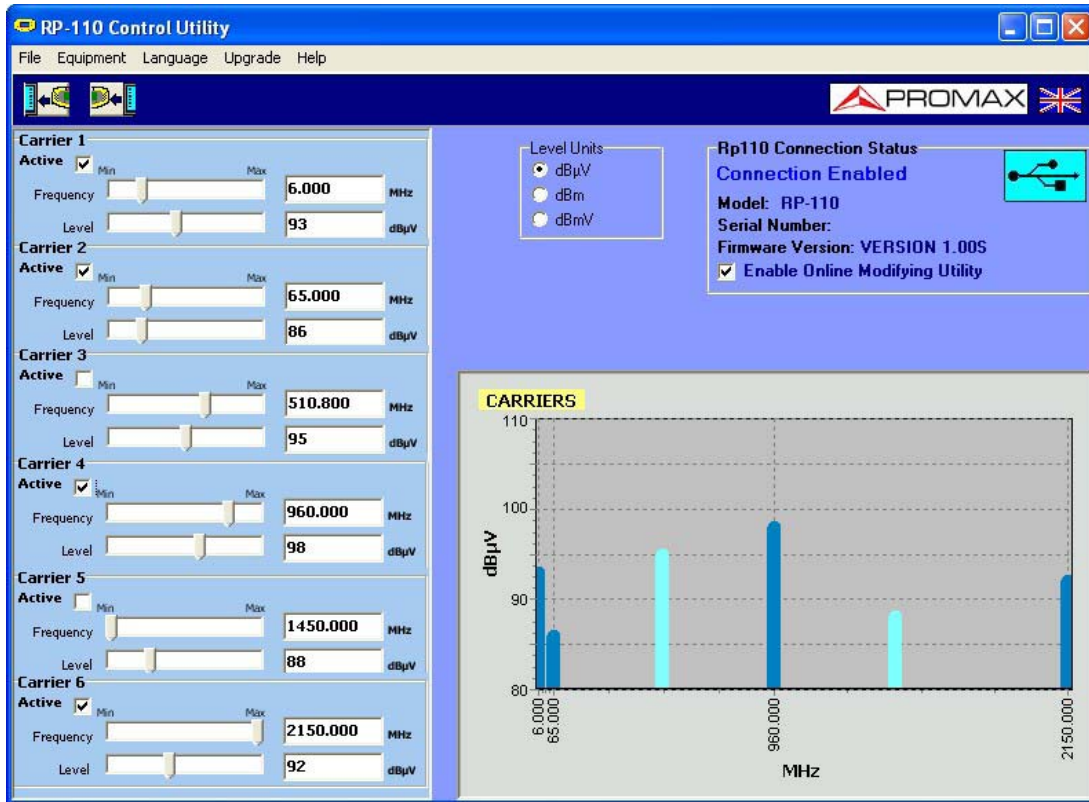 RP-110 Control Utility
File Equipment Language Upgrade Help
PROMAX
Carrier 1
Active
Min Max
Frequency 6.000 MHz
Level 93 dBµV
Carrier 2
Active
Min Max
Frequency 65.000 MHz
Level 86 dBµV
Carrier 3
Active
Min Max
Frequency 510.800 MHz
Level 95 dBµV
Carrier 4
Active
Min Max
Frequency 960.000 MHz
Level 98 dBµV
Carrier 5
Active
Min Max
Frequency 1450.000 MHz
Level 88 dBµV
Carrier 6
Active
Min Max
Frequency 2150.000 MHz
Level 92 dBµV
Level Units
dBµV
dBm
dBmV
Rp110 Connection Status
Connection Enabled
Model: RP-110
Serial Number:
Firmware Version: VERSION 1.00S
Enable Online Modifying Utility
CARRIERS
110
100
90
80
dBµV
6.000
65.000
960.000
2150.000
MHz